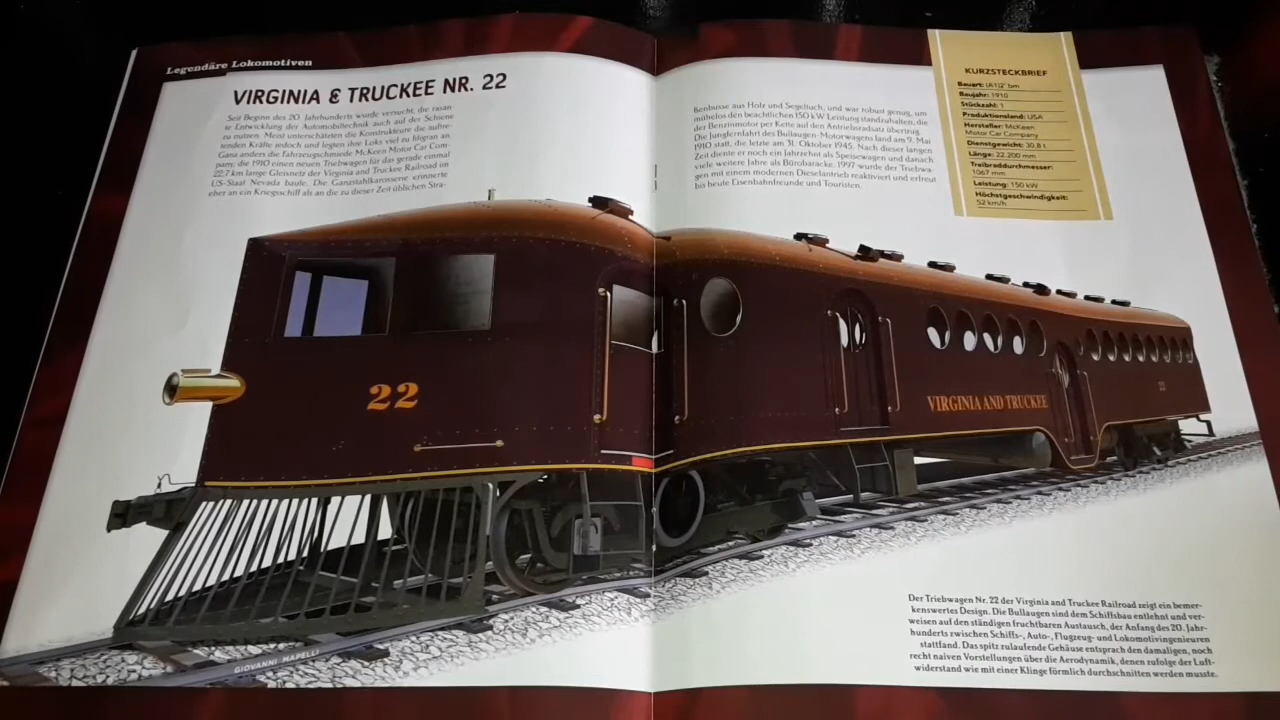 Legendäre Lokomotiven
VIRGINIA & TRUCKEE NR. 22
Seit Beginn des 20. Jahrhunderts wurde versucht, die rasan-
te Entwicklung der Automobiltechnik auch auf der Schiene
zu nutzen. Meist unterschätzten die Konstrukteure die auftre-
tenden Kräfte jedoch und legten ihre Loks viel zu filigran an.
Ganz anders die Fahrzeugschmiede McKeen Motor Car Com-
pany, die 1910 einen neuen Triebwagen für das gerade einmal
22,7 km lange Gleisnetz der Virginia and Truckee Railroad im
US-Staat Nevada baute. Die Ganzstahlkarosserie erinnerte
eher an ein Kriegsschiff als an die zu dieser Zeit üblichen Stra-
ßenbusse aus Holz und Segeltuch, und war robust genug, um
mühelos den beachtlichen 150 kW Leistung standzuhalten, die
der Benzinmotor per Kette auf den Antriebsradsatz übertrug.
Die Jungfernfahrt des Bullaugen-Motorwagens fand am 9. Mai
1910 statt, die letzte am 31. Oktober 1945. Nach dieser langen
Zeit diente er noch ein Jahrzehnt als Speisewagen und danach
viele weitere Jahre als Bürobaracke. 1997 wurde der Triebwa-
gen mit einem modernen Dieselantrieb reaktiviert und erfreut
bis heute Eisenbahnfreunde und Touristen.
KURZSTECKBRIEF
Bauart: (A1)2' bm
Baujahr: 1910
Stückzahl: 1
Produktionsland: USA
Hersteller: McKeen
Motor Car Company
Dienstgewicht: 30,8 t
Länge: 22.200 mm
Treibraddurchmesser:
1067 mm
Leistung: 150 kW
Höchstgeschwindigkeit:
52 km/h
22
VIRGINIA AND TRUCKEE
22
GIOVANNI MAPELLI
Der Triebwagen Nr. 22 der Virginia and Truckee Railroad zeigt ein bemer-
kenswertes Design. Die Bullaugen sind dem Schiffsbau entlehnt und ver-
weisen auf den ständigen fruchtbaren Austausch, der Anfang des 20. Jahr-
hunderts zwischen Schiffs-, Auto-, Flugzeug- und Lokomotivingenieuren
stattfand. Das spitz zulaufende Gehäuse entsprach den damaligen, noch
recht naiven Vorstellungen über die Aerodynamik, denen zufolge der Luft-
widerstand wie mit einer Klinge förmlich durchschnitten werden musste.